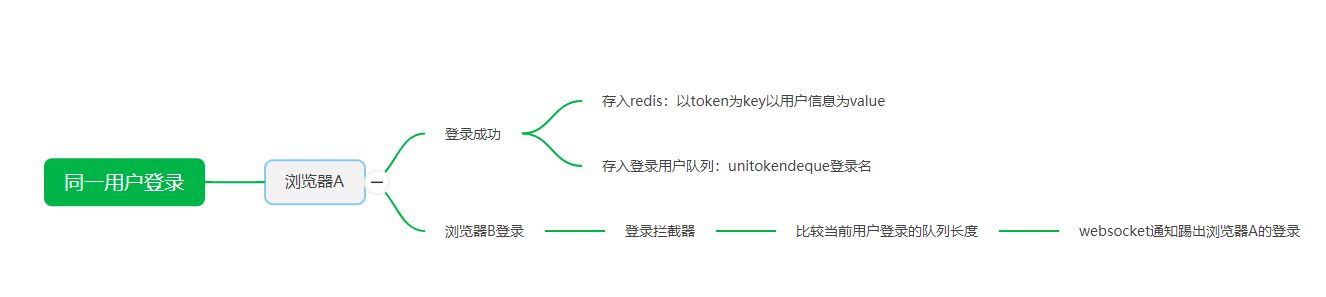 同一用户登录
浏览器A
登录成功
存入redis：以token为key以用户信息为value
存入登录用户队列：unitokendeque登录名
浏览器B登录
登录拦截器
比较当前用户登录的队列长度
websocket通知踢出浏览器A的登录